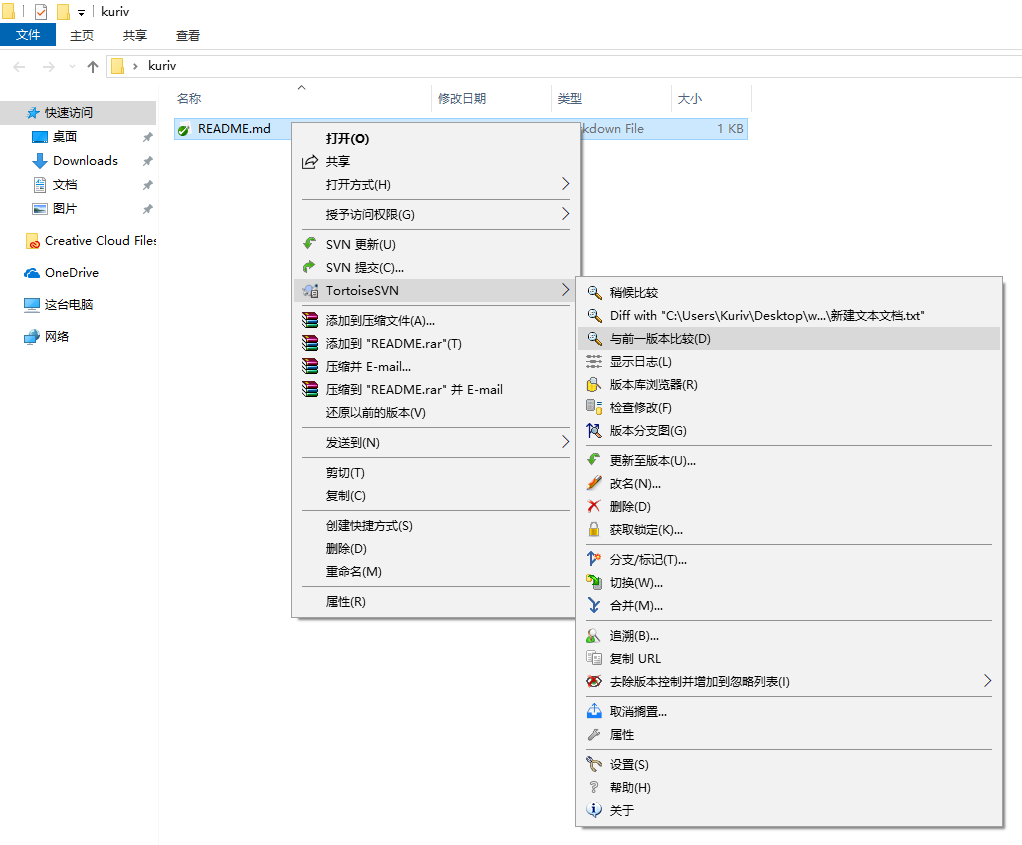 kuriv
文件 主页 共享 查看
kuriv
名称 修改日期 类型 大小
快速访问
桌面
Downloads
文档
图片
Creative Cloud Files
OneDrive
这台电脑
网络
README.md kdown File 1 KB
打开(O)
共享
打开方式(H)
授予访问权限(G)
SVN 更新(U)
SVN 提交(C)...
TortoiseSVN
添加到压缩文件(A)...
添加到 "README.rar"(T)
压缩并 E-mail...
压缩到 "README.rar" 并 E-mail
还原以前的版本(V)
发送到(N)
剪切(T)
复制(C)
创建快捷方式(S)
删除(D)
重命名(M)
属性(R)
稍候比较
Diff with "C:\Users\Kuriv\Desktop\w...\新建文本文档.txt"
与前一版本比较(D)
显示日志(L)
版本库浏览器(R)
检查修改(F)
版本分支图(G)
更新至版本(U)...
改名(N)...
删除(D)
获取锁定(K)...
分支/标记(T)...
切换(W)...
合并(M)...
追溯(B)...
复制 URL
去除版本控制并增加到忽略列表(I)
取消搁置...
属性
设置(S)
帮助(H)
关于